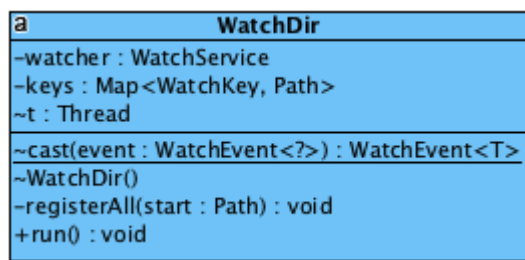 a WatchDir
-watcher : WatchService
-keys : Map<WatchKey, Path>
~t : Thread
~cast(event : WatchEvent<?>) : WatchEvent<T>
~WatchDir()
-registerAll(start : Path) : void
+run() : void